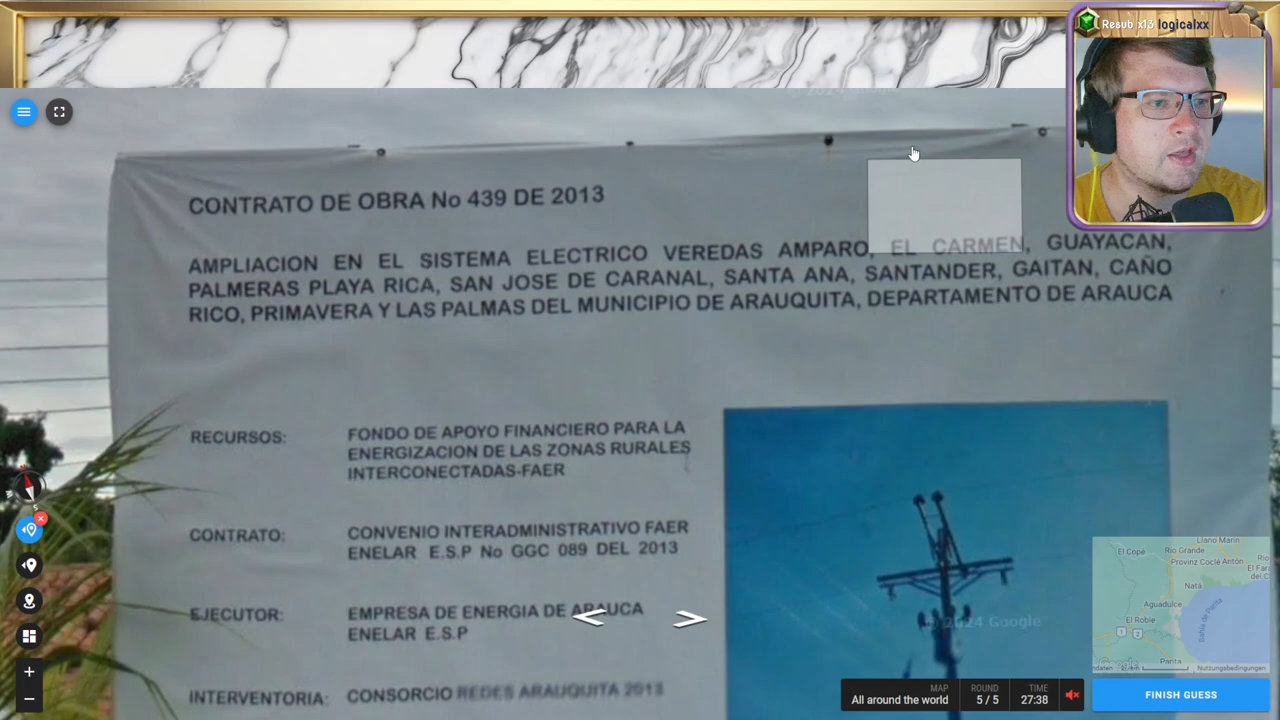 Resub x13 logicalxx
CONTRATO DE OBRA No 439 DE 2013
AMPLIACION EN EL SISTEMA ELECTRICO VEREDAS AMPARO, EL CARMEN, GUAYACAN,
PALMERAS PLAYA RICA, SAN JOSE DE CARANAL, SANTA ANA, SANTANDER, GAITAN, CAÑO
RICO, PRIMAVERA Y LAS PALMAS DEL MUNICIPIO DE ARAUQUITA, DEPARTAMENTO DE ARAUCA
RECURSOS: FONDO DE APOYO FINANCIERO PARA LA
ENERGIZACION DE LAS ZONAS RURALES
INTERCONECTADAS-FAER
CONTRATO: CONVENIO INTERADMINISTRATIVO FAER
ENELAR E.S.P No GGC 089 DEL 2013
EJECUTOR: EMPRESA DE ENERGIA DE ARAUCA
ENELAR E.S.P
INTERVENTORIA: CONSORCIO REDES ARAUQUITA 2013
© 2024 Google
Llano Marin
El Copé
Rio Grande
Provinz Coclé
Antón
Natá
Aguadulce
El Roble
1 2
Parita
Nutzungsbedingungen
MAP
All around the world
ROUND
5 / 5
TIME
27:38
FINISH GUESS